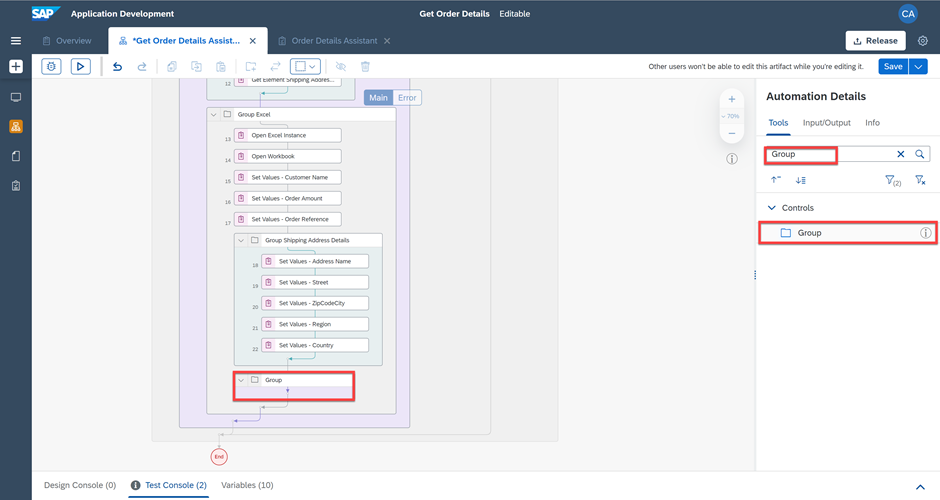 SAP Application Development
Get Order Details Editable
CA
Overview
*Get Order Details Assist... ×
Order Details Assistant ×
Release
Other users won't be able to edit this artifact while you're editing it.
Save
12 Get Element Shipping Addres...
Main Error
Group Excel
13 Open Excel Instance
14 Open Workbook
15 Set Values - Customer Name
16 Set Values - Order Amount
17 Set Values - Order Reference
Group Shipping Address Details
18 Set Values - Address Name
19 Set Values - Street
20 Set Values - ZipCodeCity
21 Set Values - Region
22 Set Values - Country
Group
End
~ 70%
Automation Details
Tools Input/Output Info
Group
(2)
Controls
Group
Design Console (0) Test Console (2) Variables (10)